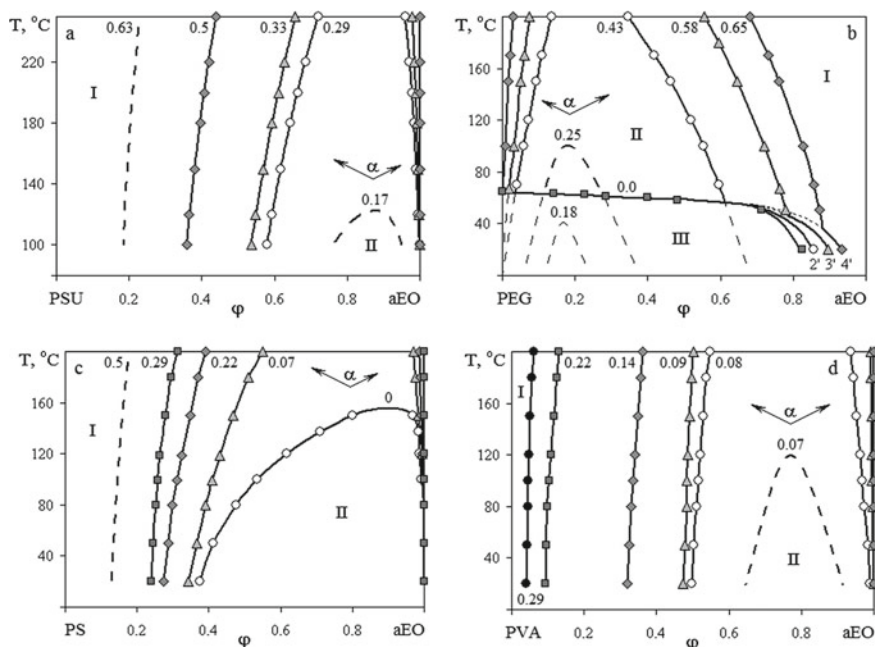 T, °C a 0.63 0.5 0.33 0.29
220
I
180
140
α
0.17
100
II
PSU 0.2 0.4 0.6 0.8 aEO
φ
T, °C 0.43 0.58 0.65 b
I
160
α
II
120
0.25
80
0.0
0.18
40
III
2' 3' 4'
PEG 0.2 0.4 0.6 0.8 aEO
φ
T, °C c 0.5 0.29 0.22 0.07
α
160
0
I
120
80
II
40
PS 0.2 0.4 0.6 0.8 aEO
φ
T, °C 0.22 0.14 0.09 0.08 d
I
160
α
0.07
120
80
40
II
0.29
PVA 0.2 0.4 0.6 0.8 aEO
φ